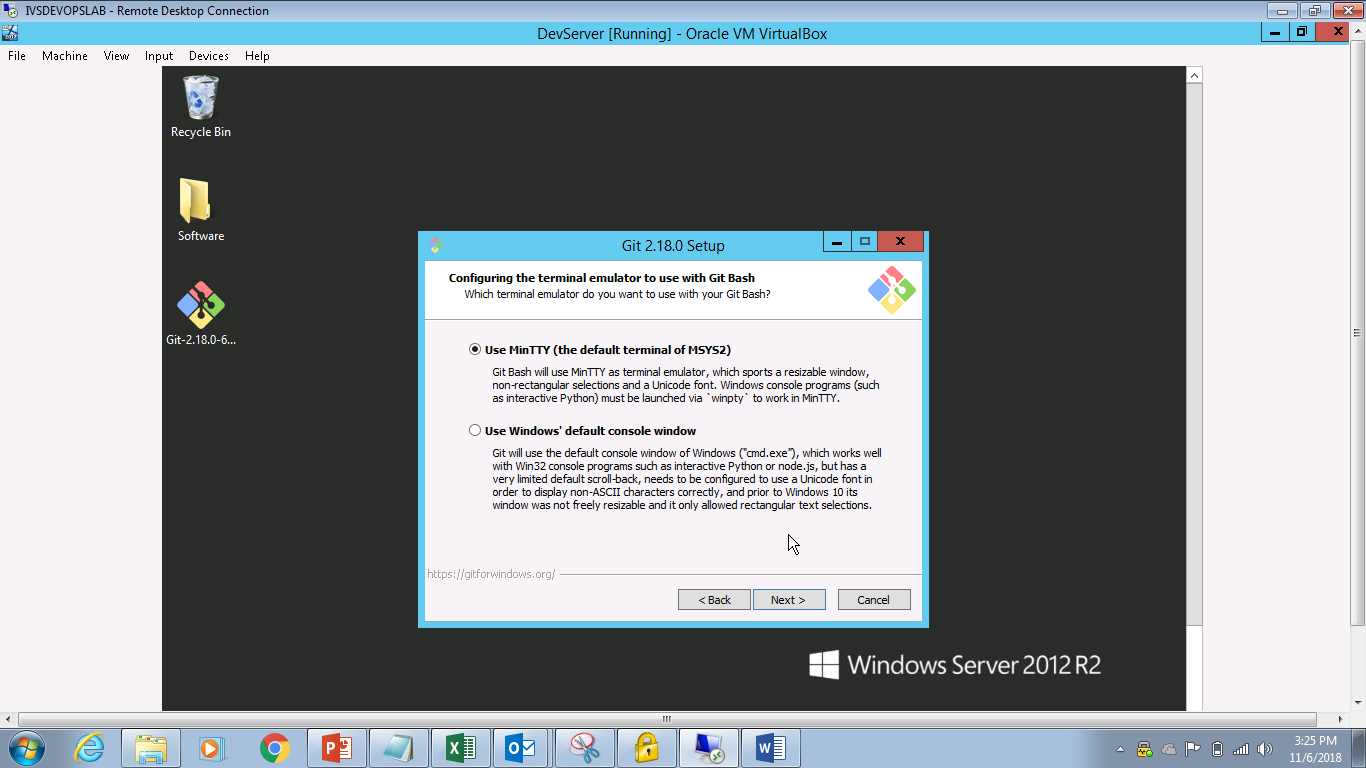 IVSDEVOPSLAB - Remote Desktop Connection
DevServer [Running] - Oracle VM VirtualBox
File Machine View Input Devices Help
Recycle Bin
Software
Git-2.18.0-6...
Git 2.18.0 Setup
Configuring the terminal emulator to use with Git Bash
Which terminal emulator do you want to use with your Git Bash?
Use MinTTY (the default terminal of MSYS2)
Git Bash will use MinTTY as terminal emulator, which sports a resizable window,
non-rectangular selections and a Unicode font. Windows console programs (such
as interactive Python) must be launched via `winpty` to work in MinTTY.
Use Windows' default console window
Git will use the default console window of Windows ("cmd.exe"), which works well
with Win32 console programs such as interactive Python or node.js, but has a
very limited default scroll-back, needs to be configured to use a Unicode font in
order to display non-ASCII characters correctly, and prior to Windows 10 its
window was not freely resizable and it only allowed rectangular text selections.
https://gitforwindows.org/
< Back Next > Cancel
Windows Server 2012 R2
3:25 PM
11/6/2018